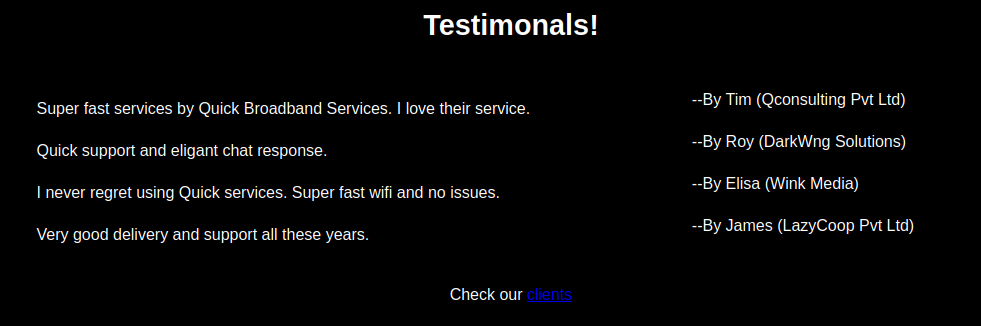 Testimonals!
Super fast services by Quick Broadband Services. I love their service.
--By Tim (Qconsulting Pvt Ltd)
Quick support and eligant chat response.
--By Roy (DarkWng Solutions)
I never regret using Quick services. Super fast wifi and no issues.
--By Elisa (Wink Media)
Very good delivery and support all these years.
--By James (LazyCoop Pvt Ltd)
Check our clients